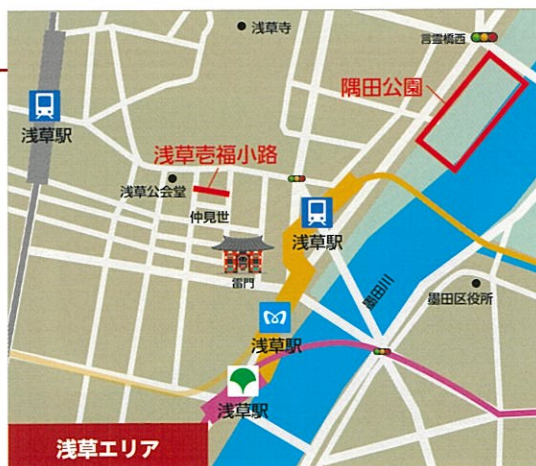 浅草寺
言霊橋西
隅田公園
浅草駅
浅草壱福小路
浅草公会堂
仲見世
浅草駅
雷門
墨田川
墨田区役所
浅草駅
浅草駅
浅草エリア